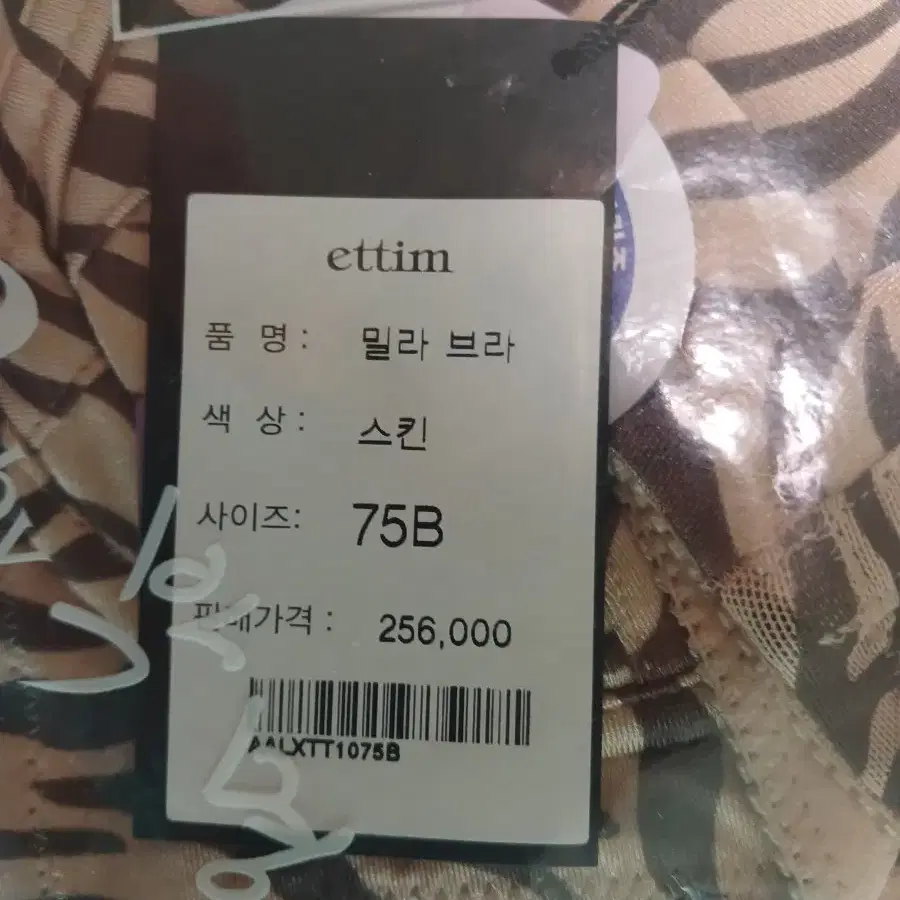 ettim
품 명 : 밀라 브라
색 상 : 스킨
사이즈: 75B
판매가격 : 256,000
AALXTT1075B